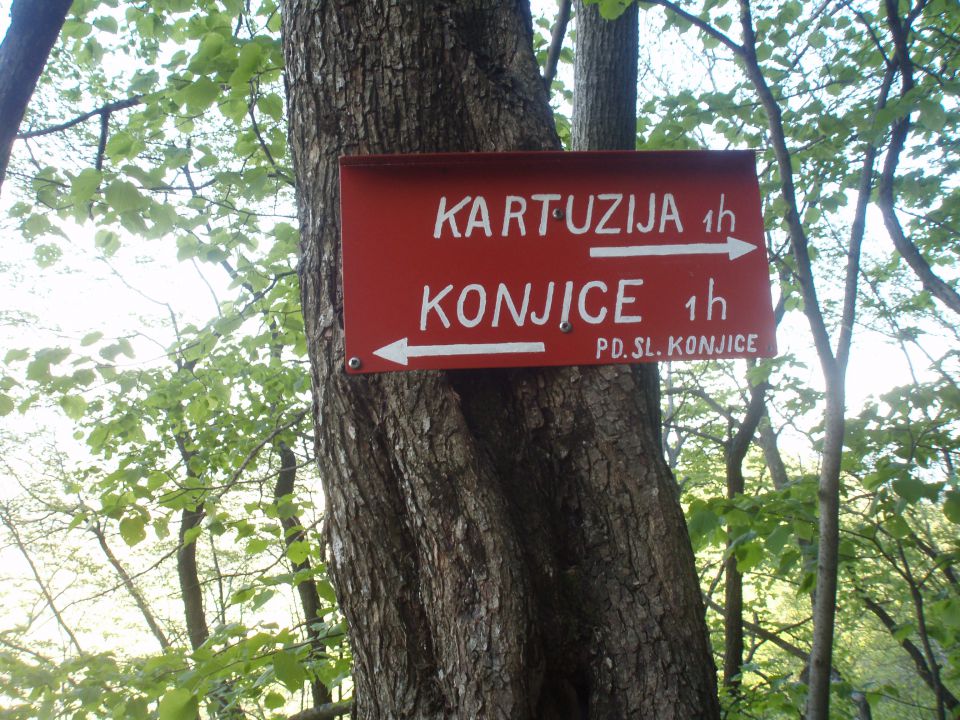 KARTUZIJA 1h
KONJICE 1h
PD. SL. KONJICE